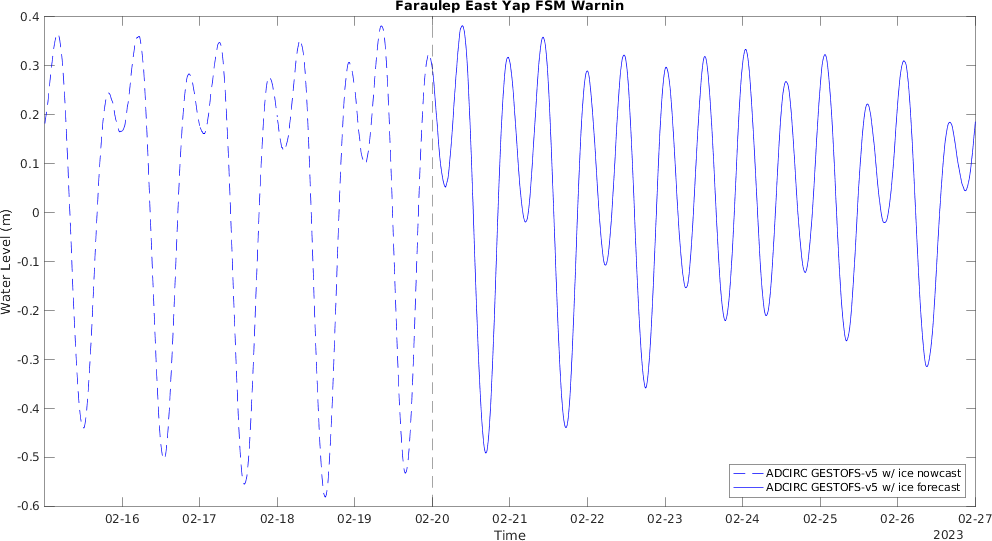 Faraulep East Yap FSM Warnin
0.4
0.3
0.2
0.1
0
-0.1
-0.2
-0.3
-0.4
-0.5
-0.6
Water Level (m)
ADCIRC GESTOFS-v5 w/ ice nowcast
ADCIRC GESTOFS-v5 w/ ice forecast
02-16 02-17 02-18 02-19 02-20 02-21 02-22 02-23 02-24 02-25 02-26 02-27
Time
2023